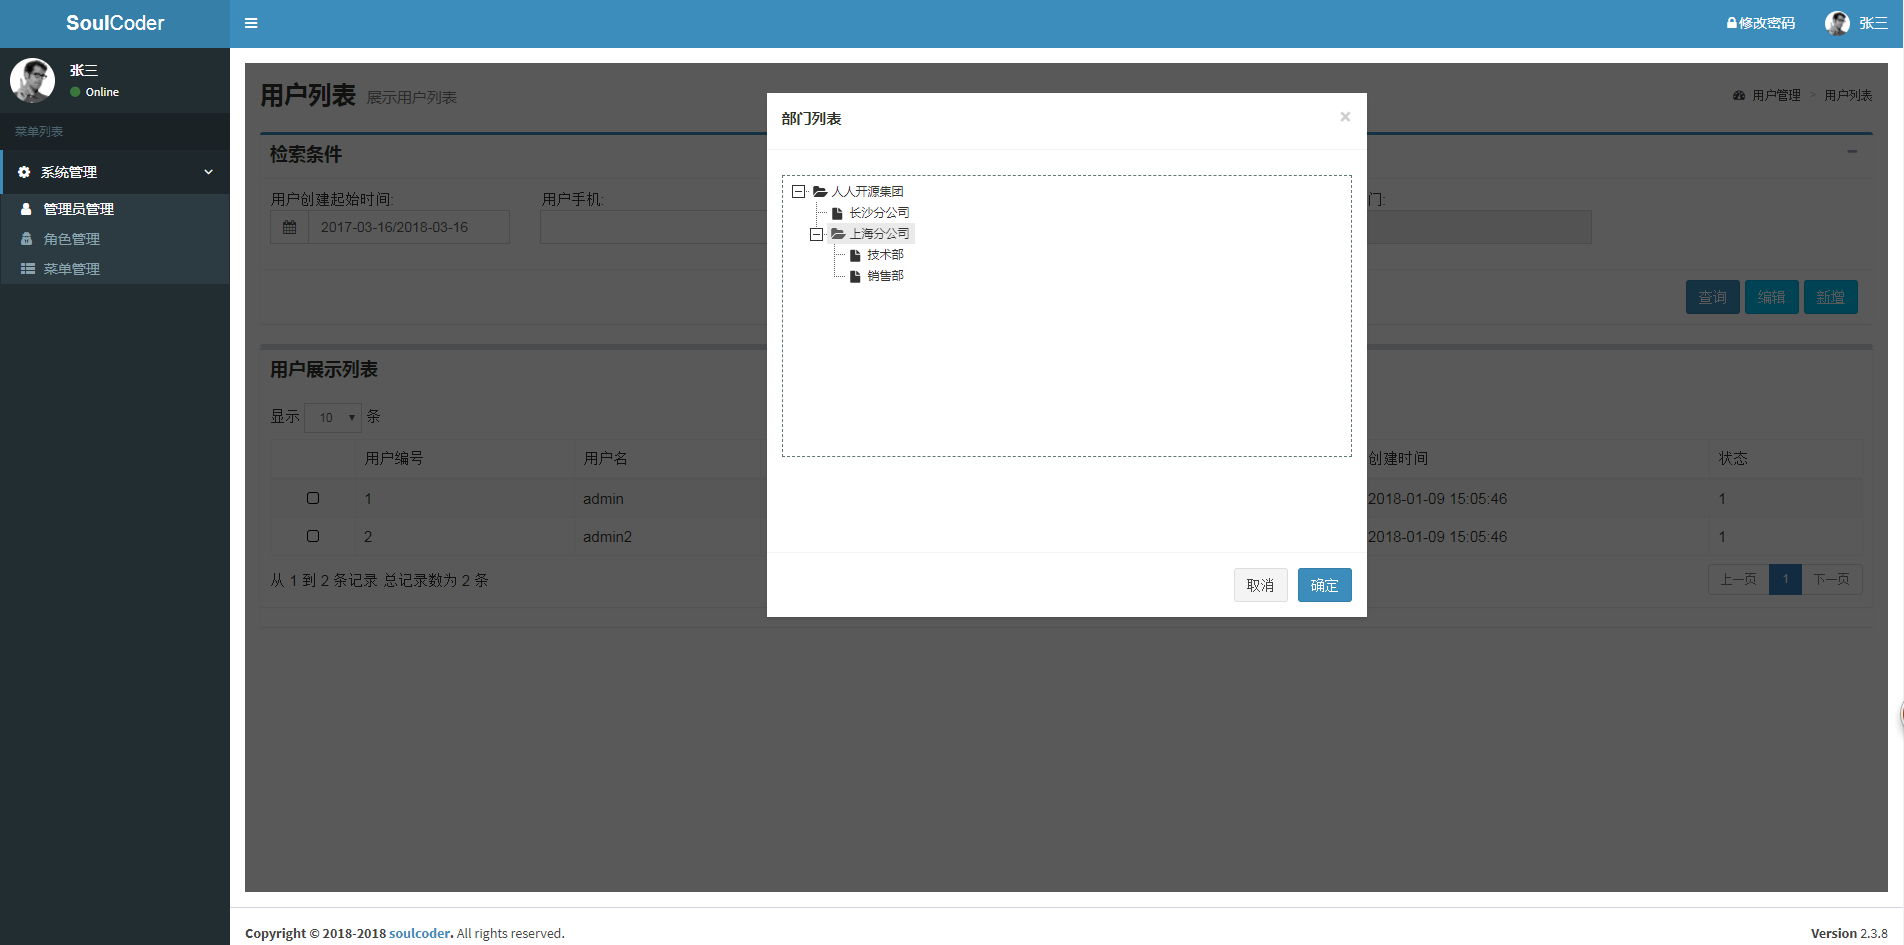 SoulCoder
修改密码 张三
张三
Online
菜单列表
系统管理
管理员管理
角色管理
菜单管理
用户列表 展示用户列表
用户管理 > 用户列表
检索条件
用户创建起始时间:
2017-03-16/2018-03-16
用户手机:
门:
查询 编辑 新增
部门列表 ×
人人开源集团
长沙分公司
上海分公司
技术部
销售部
取消 确定
用户展示列表
显示 10 条
用户编号 用户名 创建时间 状态
1 admin 2018-01-09 15:05:46 1
2 admin2 2018-01-09 15:05:46 1
从 1 到 2 条记录 总记录数为 2 条
上一页 1 下一页
Copyright © 2018-2018 soulcoder. All rights reserved.
Version 2.3.8